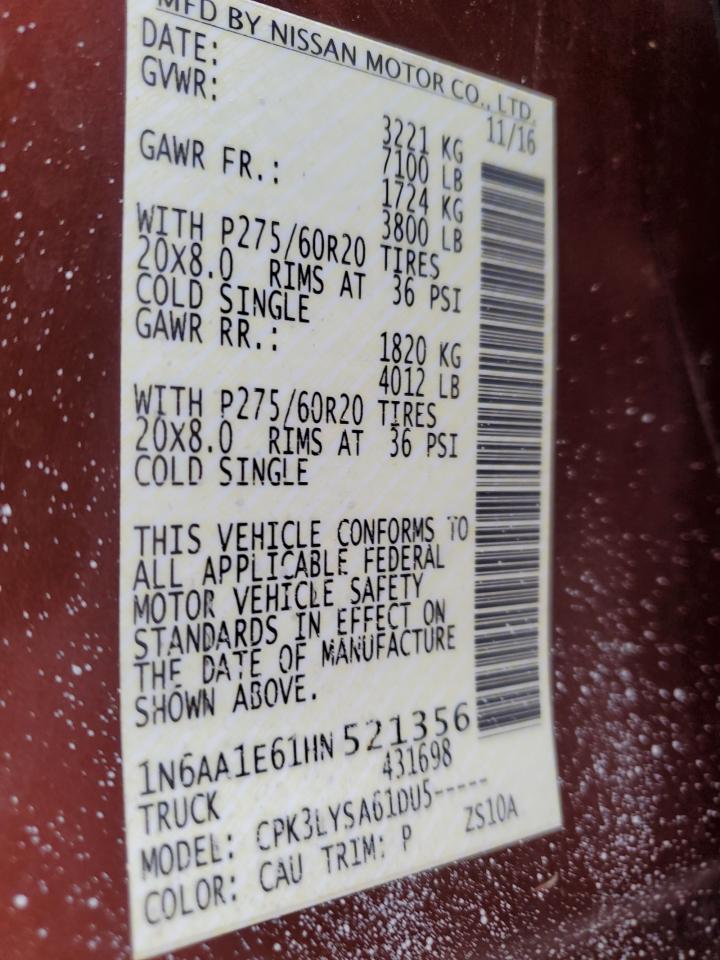 MFD BY NISSAN MOTOR CO., LTD.
DATE: 11/16
GVWR: 3221 KG
7100 LB
GAWR FR.: 1724 KG
3800 LB
WITH P275/60R20 TIRES
20X8.0 RIMS AT 36 PSI
COLD SINGLE
GAWR RR.: 1820 KG
4012 LB
WITH P275/60R20 TIRES
20X8.0 RIMS AT 36 PSI
COLD SINGLE
THIS VEHICLE CONFORMS TO
ALL APPLICABLE FEDERAL
MOTOR VEHICLE SAFETY
STANDARDS IN EFFECT ON
THE DATE OF MANUFACTURE
SHOWN ABOVE.
1N6AA1E61HN521356
TRUCK 431698
MODEL: CPK3LYSA61DU5-----
COLOR: CAU TRIM: P ZS10A